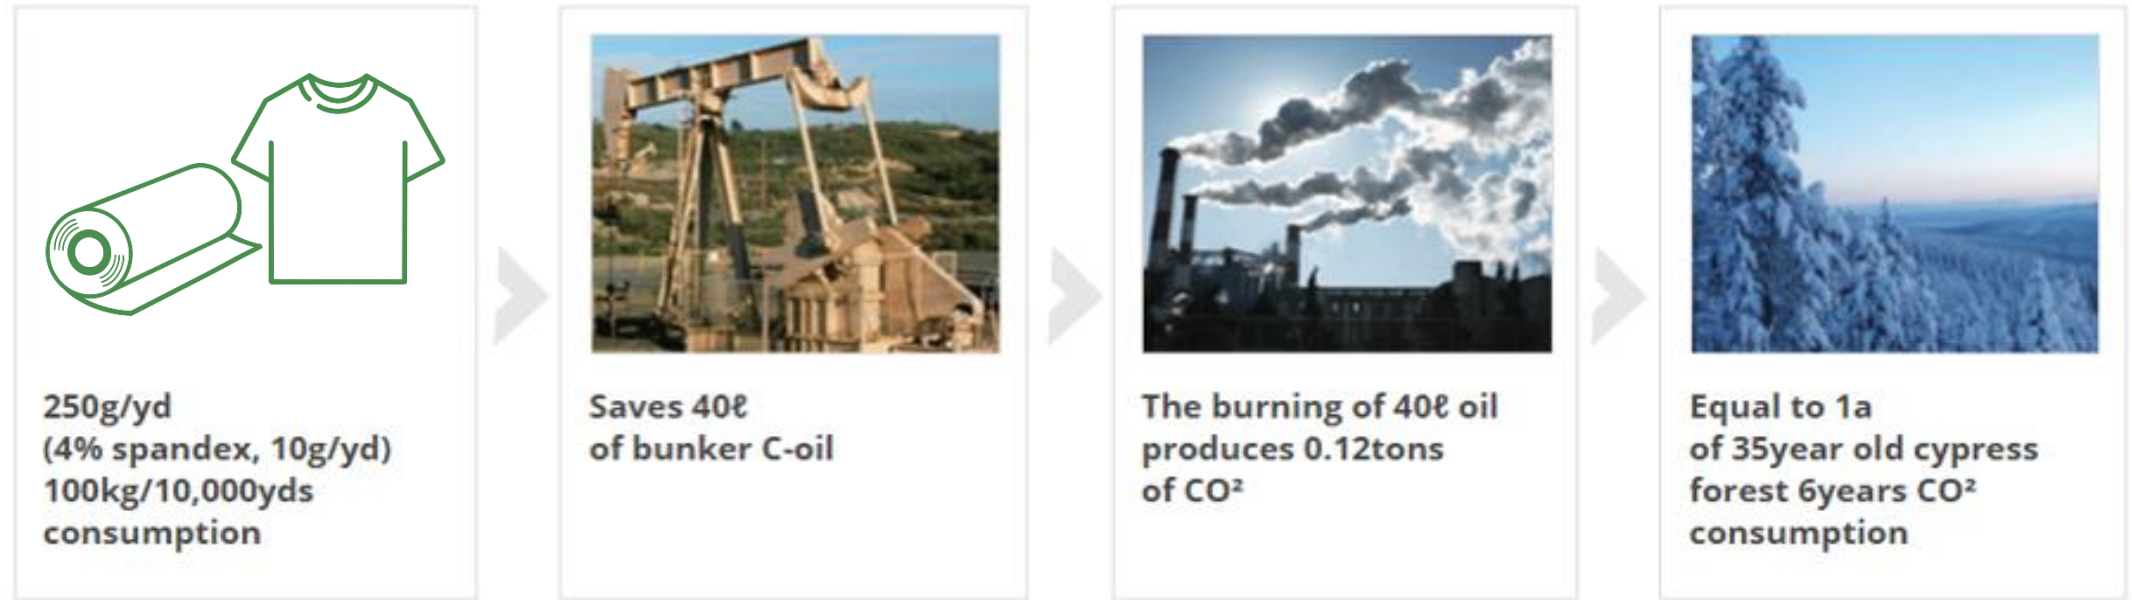 250g/yd
(4% spandex, 10g/yd)
100kg/10,000yds
consumption
Saves 40ℓ
of bunker C-oil
The burning of 40ℓ oil
produces 0.12tons
of CO²
Equal to 1a
of 35year old cypress
forest 6years CO²
consumption